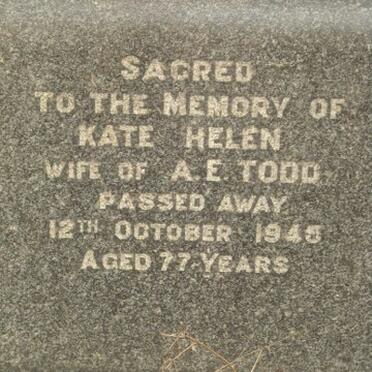 SACRED
TO THE MEMORY OF
KATE HELEN
WIFE OF A.E. TODD
PASSED AWAY
12TH OCTOBER 1945
AGED 77 YEARS